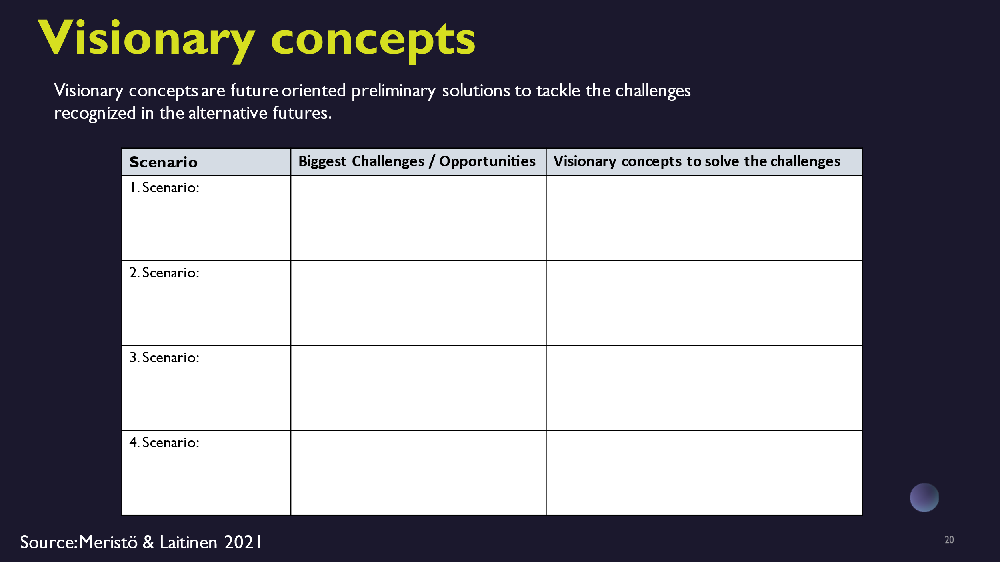 Visionary concepts
Visionary concepts are future oriented preliminary solutions to tackle the challenges
recognized in the alternative futures.
Scenario
Biggest Challenges / Opportunities
Visionary concepts to solve the challenges
1. Scenario:
2. Scenario:
3. Scenario:
4. Scenario:
Source: Meristö & Laitinen 2021
20